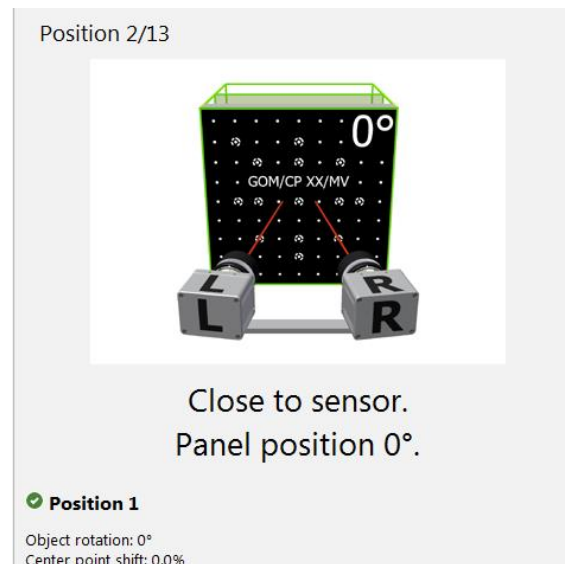 Position 2/13
0°
GOM/CP XX/MV
L R
L R
Close to sensor.
Panel position 0°.
Position 1
Object rotation: 0°
Center point shift: 0.0%